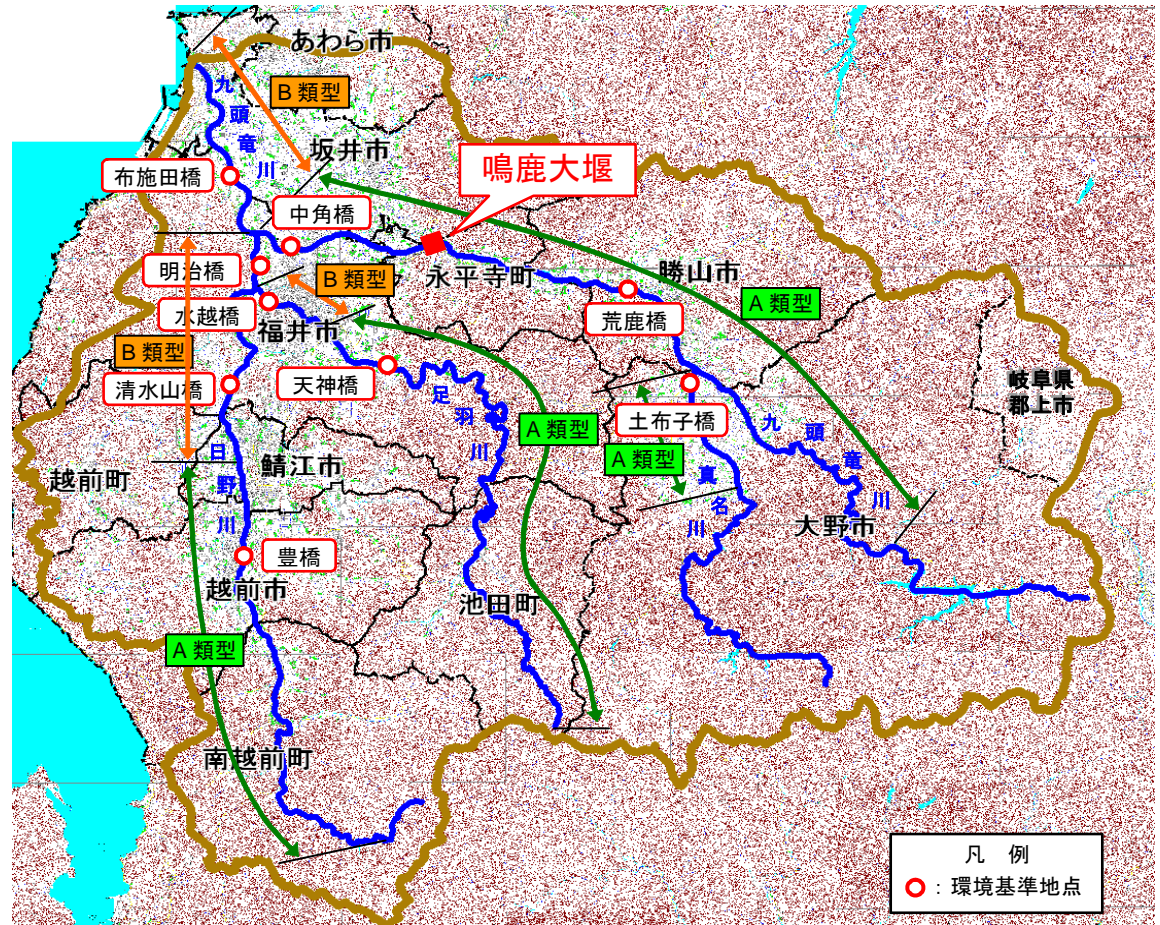 あわら市
B類型
九頭竜川
坂井市
鳴鹿大堰
布施田橋
中角橋
明治橋
B類型
永平寺町
勝山市
A類型
水越橋
福井市
荒鹿橋
B類型
清水山橋
天神橋
足羽川
A類型
土布子橋
九頭竜川
岐阜県
郡上市
A類型
越前町
日野川
鯖江市
真名川
大野市
豊橋
越前市
池田町
A類型
南越前町
凡 例
:環境基準地点